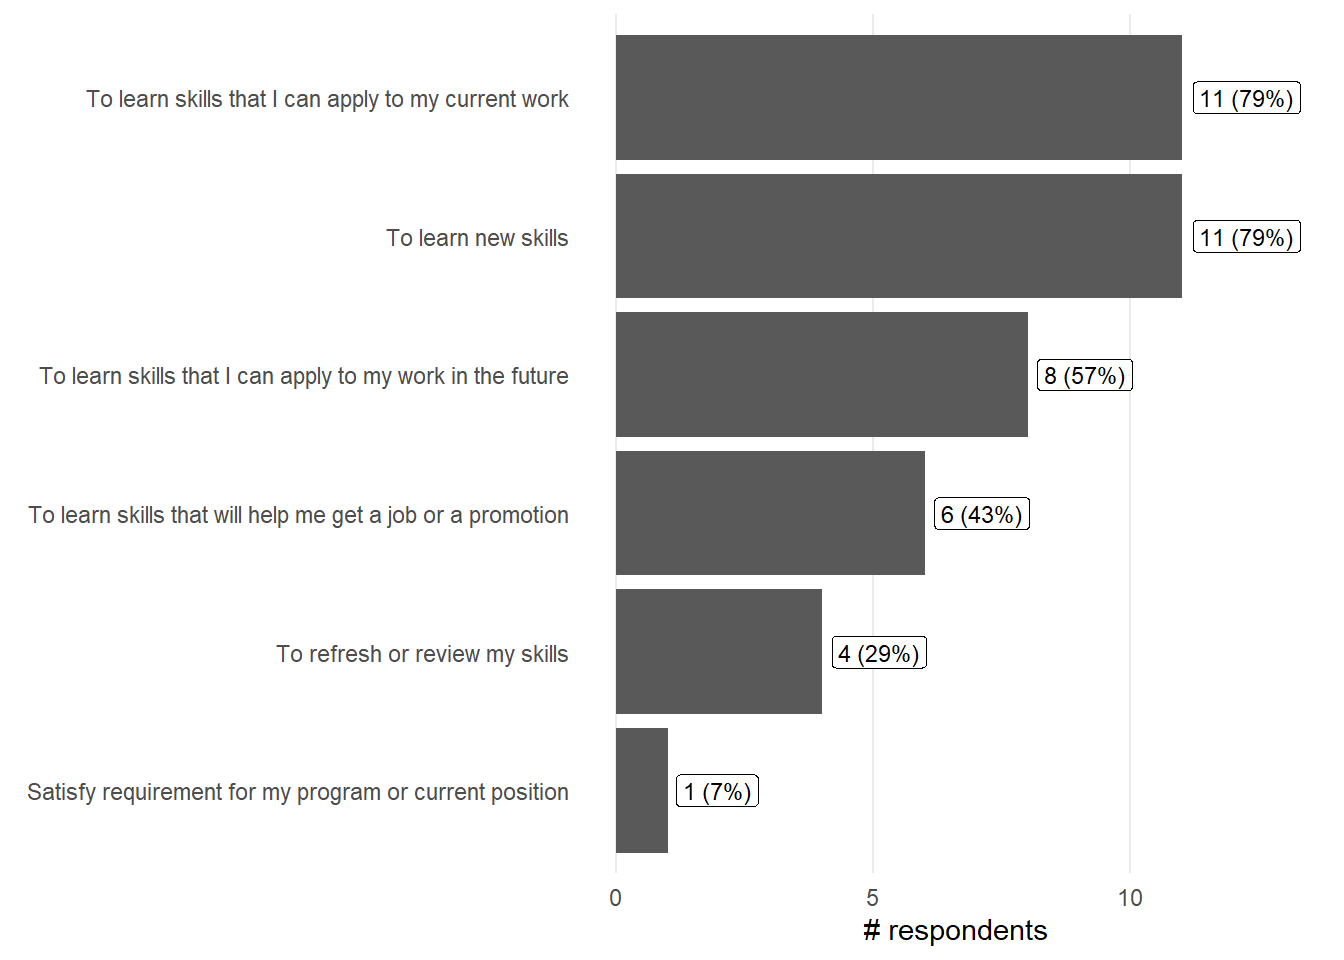 To learn skills that I can apply to my current work
11 (79%)
To learn new skills
11 (79%)
To learn skills that I can apply to my work in the future
8 (57%)
To learn skills that will help me get a job or a promotion
6 (43%)
To refresh or review my skills
4 (29%)
Satisfy requirement for my program or current position
1 (7%)
0 5 10
# respondents